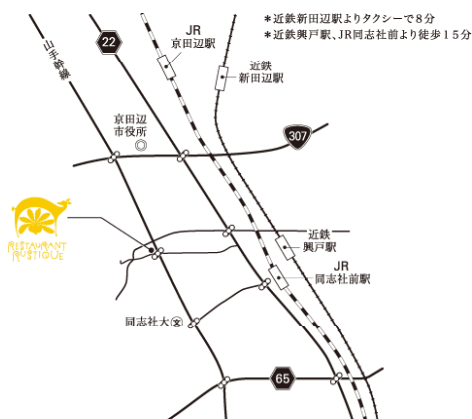 ＊近鉄新田辺駅よりタクシーで8分
＊近鉄興戸駅、JR同志社前より徒歩15分
JR
京田辺駅
22
山手幹線
近鉄
新田辺駅
京田辺
市役所
307
RESTAURANT
RUSTIQUE
近鉄
興戸駅
JR
同志社前駅
同志社大
文
65